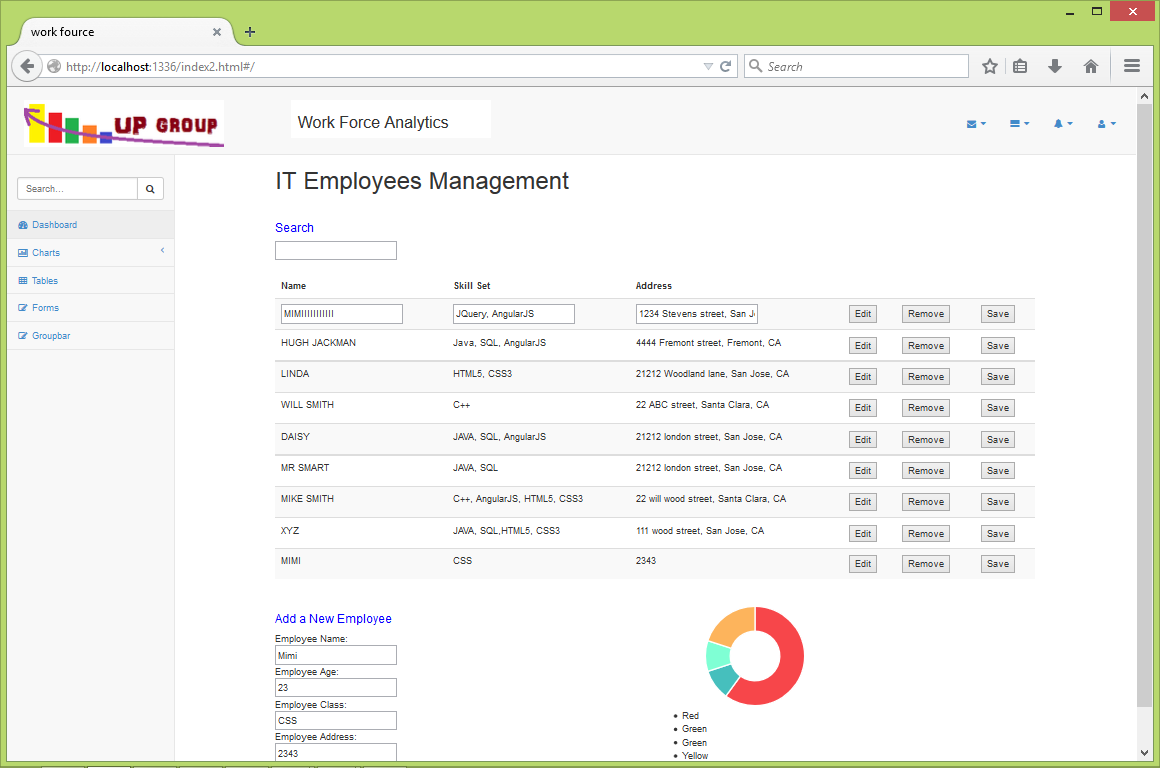 work fource
http://localhost:1336/index2.html#/
Search
UP GROUP
Work Force Analytics
Search...
Dashboard
Charts
Tables
Forms
Groupbar
IT Employees Management
Search
Name Skill Set Address
MIMIIIIIIIIIII JQuery, AngularJS 1234 Stevens street, San J Edit Remove Save
HUGH JACKMAN Java, SQL, AngularJS 4444 Fremont street, Fremont, CA Edit Remove Save
LINDA HTML5, CSS3 21212 Woodland lane, San Jose, CA Edit Remove Save
WILL SMITH C++ 22 ABC street, Santa Clara, CA Edit Remove Save
DAISY JAVA, SQL, AngularJS 21212 london street, San Jose, CA Edit Remove Save
MR SMART JAVA, SQL 21212 london street, San Jose, CA Edit Remove Save
MIKE SMITH C++, AngularJS, HTML5, CSS3 22 will wood street, Santa Clara, CA Edit Remove Save
XYZ JAVA, SQL,HTML5, CSS3 111 wood street, San Jose, CA Edit Remove Save
MIMI CSS 2343 Edit Remove Save
Add a New Employee
Employee Name:
Mimi
Employee Age:
23
Employee Class:
CSS
Employee Address:
2343
Red
Green
Green
Yellow